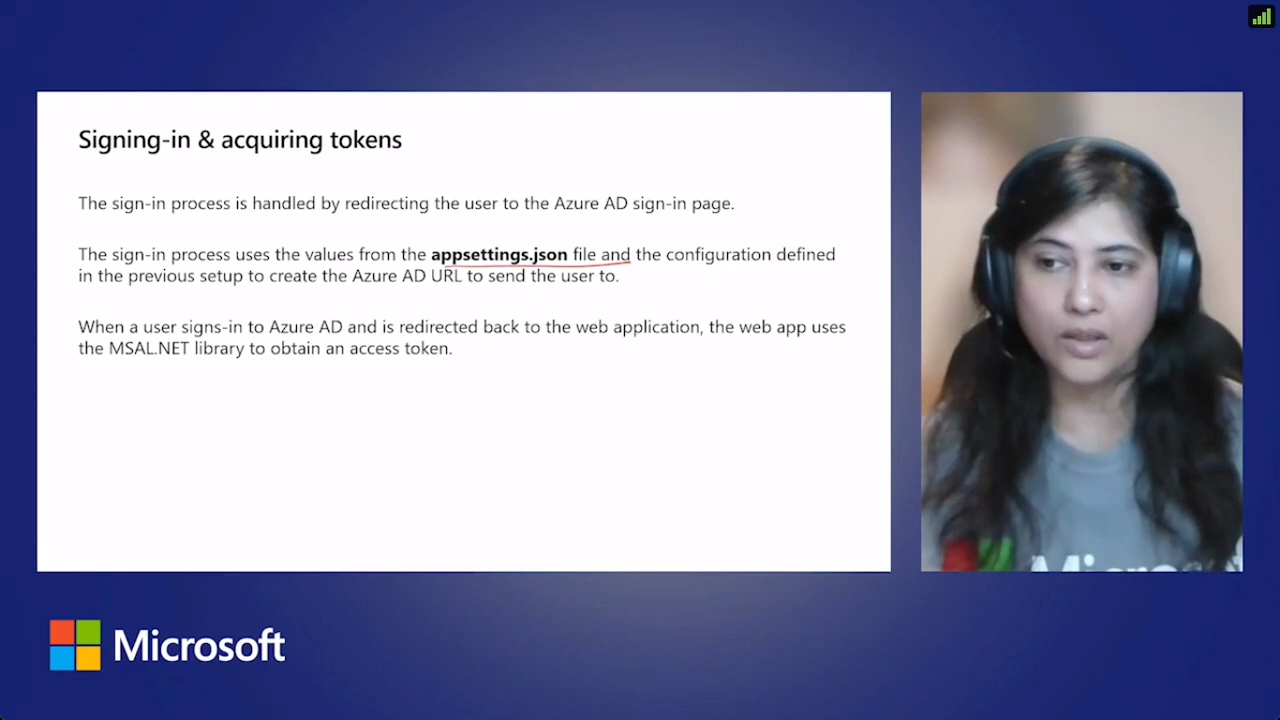 Signing-in & acquiring tokens
The sign-in process is handled by redirecting the user to the Azure AD sign-in page.
The sign-in process uses the values from the appsettings.json file and the configuration defined
in the previous setup to create the Azure AD URL to send the user to.
When a user signs-in to Azure AD and is redirected back to the web application, the web app uses
the MSAL.NET library to obtain an access token.
Microsoft